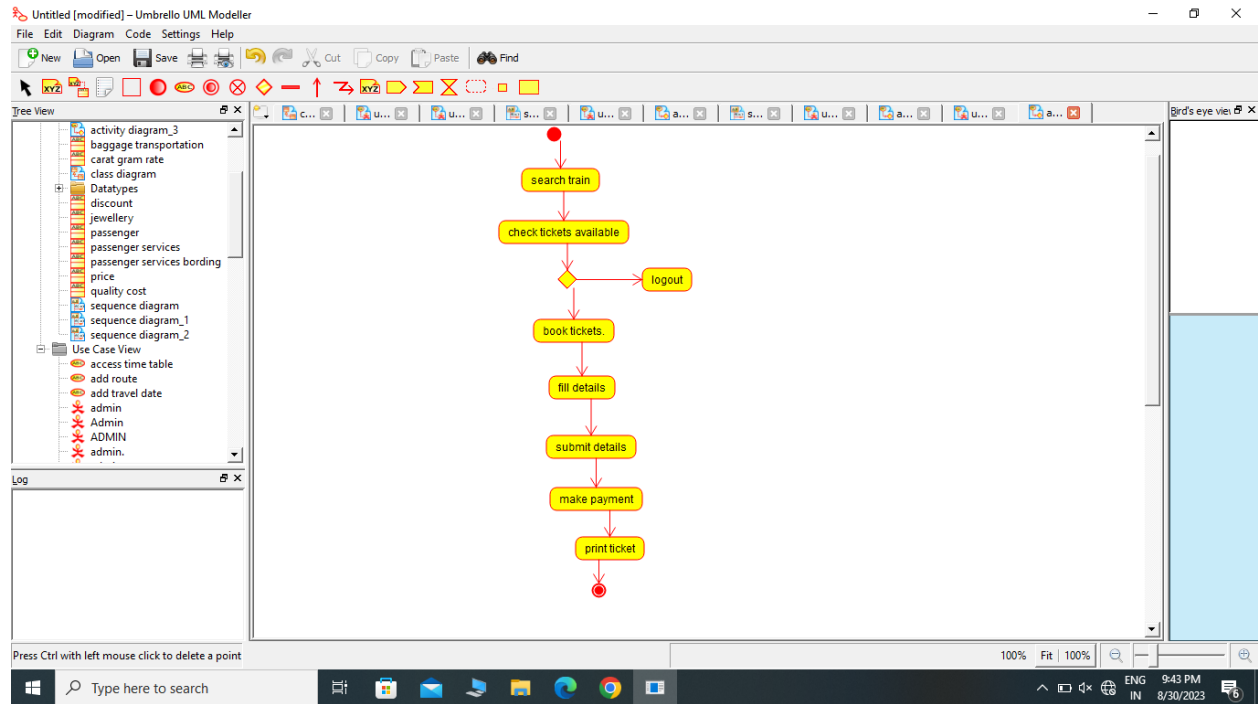 Untitled [modified] – Umbrello UML Modeller
File Edit Diagram Code Settings Help
New Open Save Cut Copy Paste Find
Tree View
c... u... u... s... u... a... s... u... a... u... a...
Bird's eye vie
activity diagram_3
baggage transportation
carat gram rate
class diagram
Datatypes
discount
jewellery
passenger
passenger services
passenger services bording
price
quality cost
sequence diagram
sequence diagram_1
sequence diagram_2
Use Case View
access time table
add route
add travel date
admin
Admin
ADMIN
admin.
Log
search train
check tickets available
logout
book tickets.
fill details
submit details
make payment
print ticket
Press Ctrl with left mouse click to delete a point
100% Fit 100%
Type here to search
ENG
IN
9:43 PM
8/30/2023
6